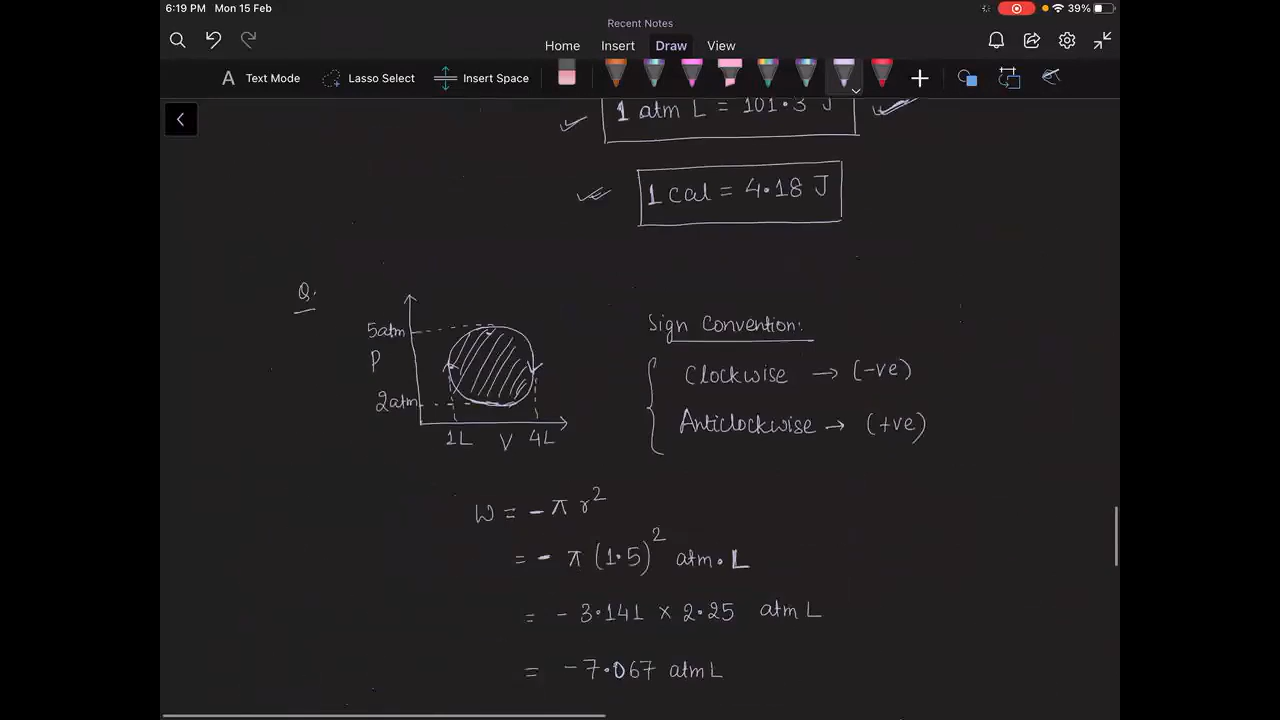 6:19 PM Mon 15 Feb
39%
Recent Notes
Home Insert Draw View
Text Mode Lasso Select Insert Space
1 atm L = 101.3 J
1 cal = 4.18 J
Q.
5atm
P
2atm
1L V 4L
Sign Convention:
Clockwise → (-ve)
Anticlockwise → (+ve)
W = - π r²
= - π (1.5)² atm.L
= - 3.141 × 2.25 atm L
= - 7.067 atm L